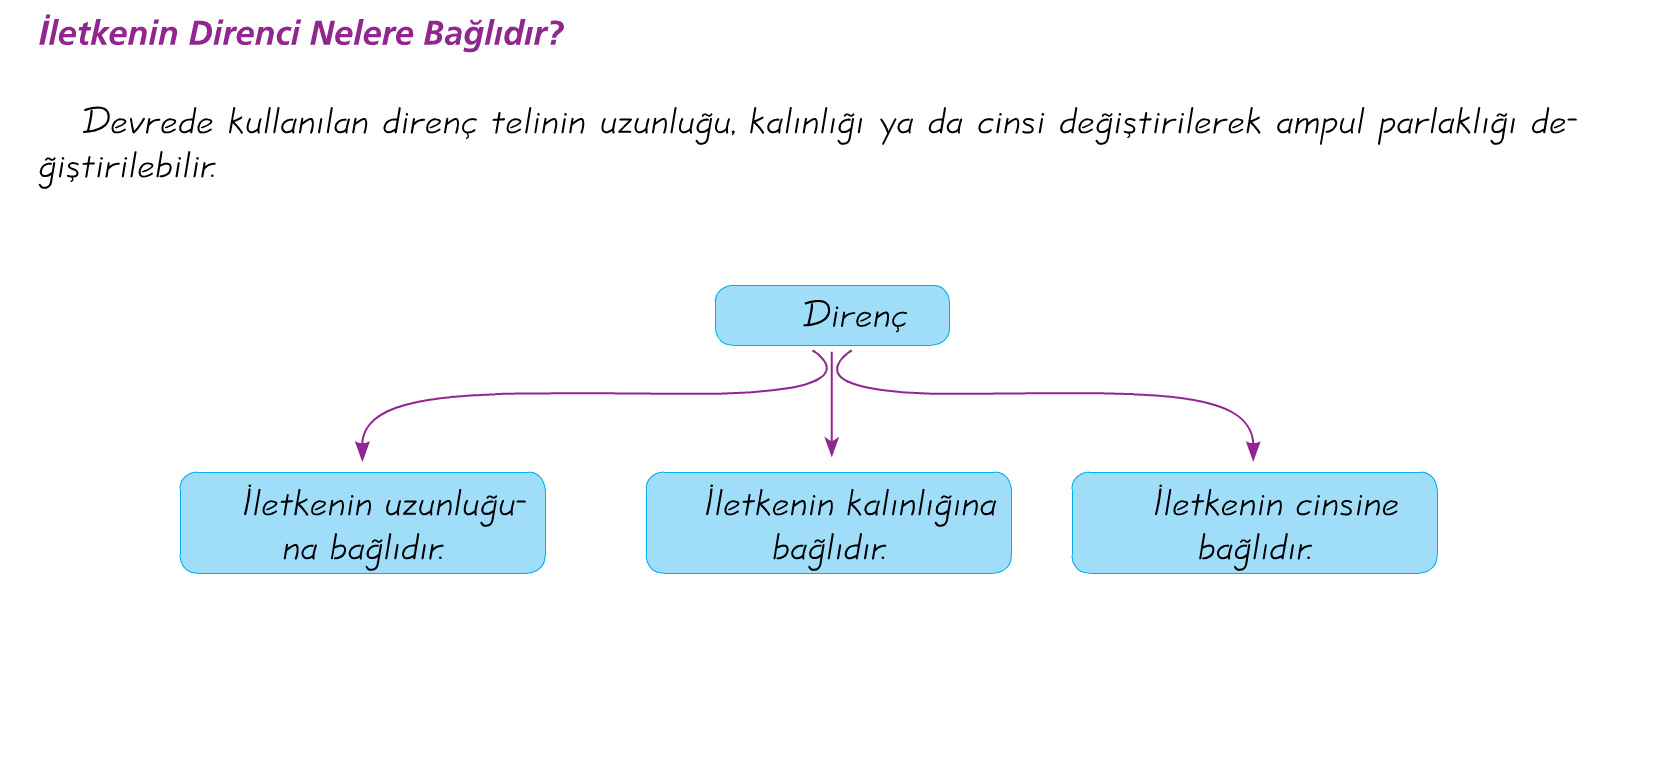 İletkenin Direnci Nelere Bağlıdır?
Devrede kullanılan direnç telinin uzunluğu, kalınlığı ya da cinsi değiştirilerek ampul parlaklığı de-
ğiştirilebilir.
Direnç
İletkenin uzunluğu-
na bağlıdır.
İletkenin kalınlığına
bağlıdır.
İletkenin cinsine
bağlıdır.